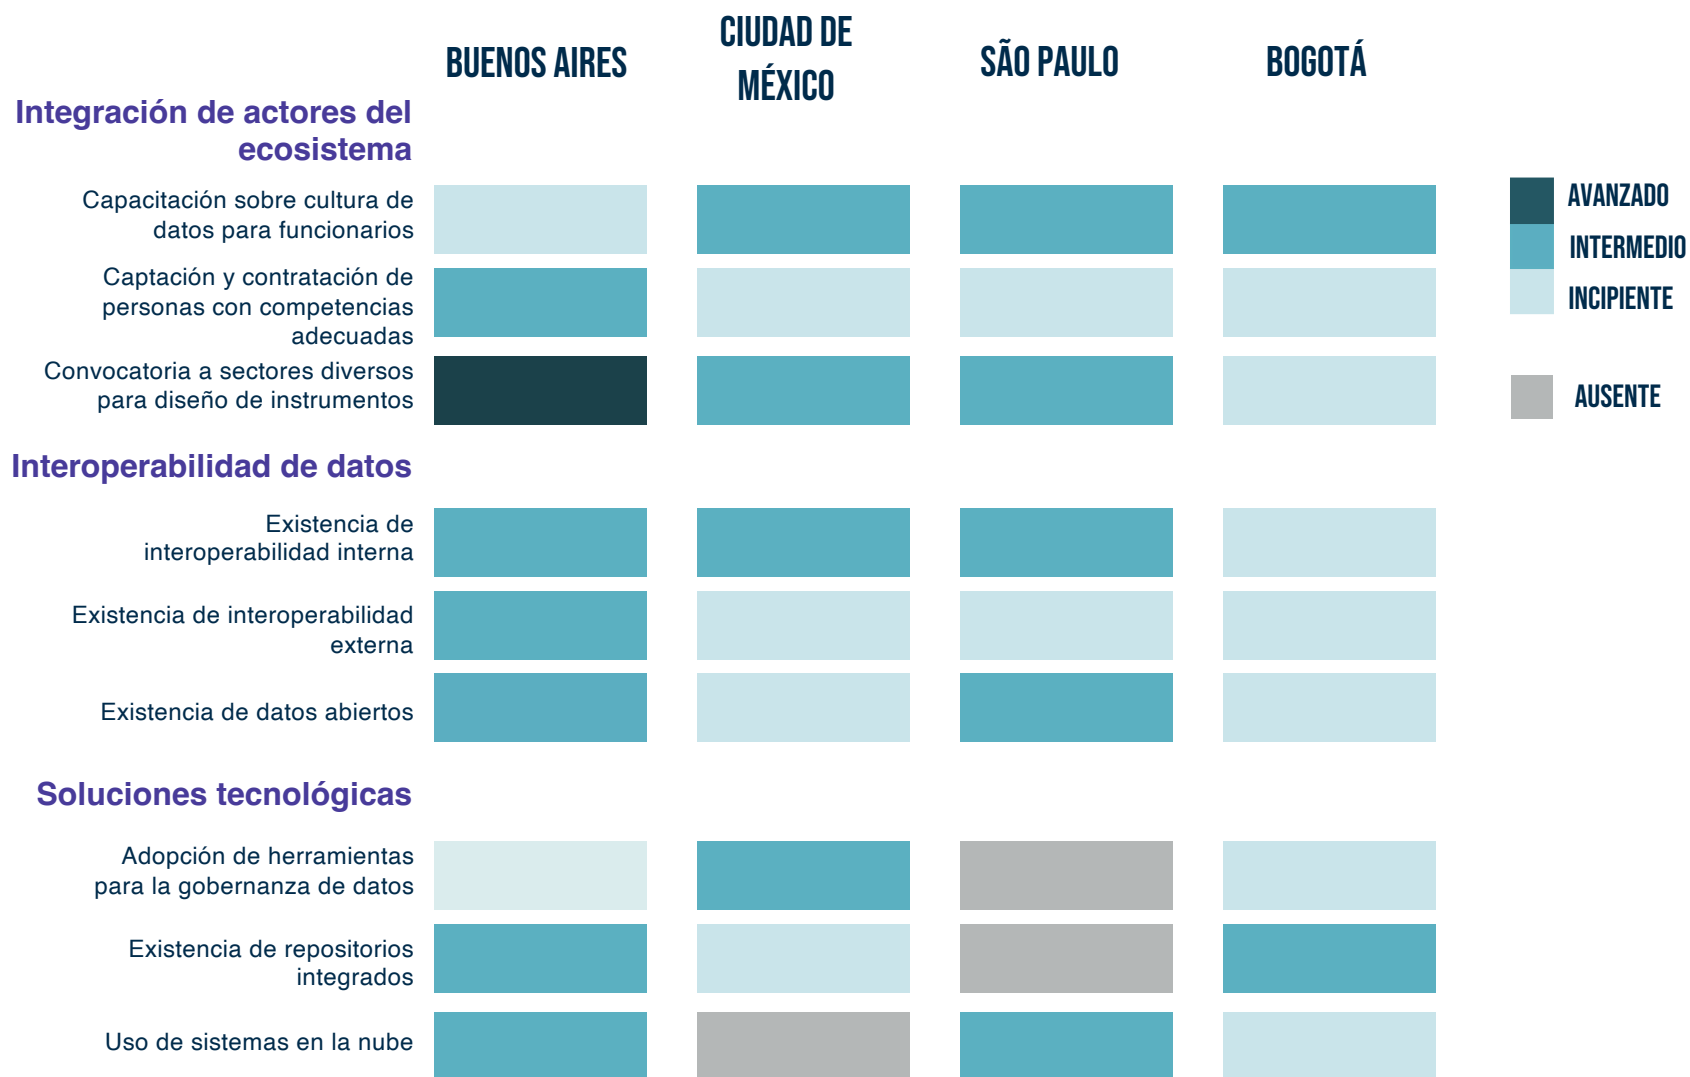 BUENOS AIRES
CIUDAD DE
MÉXICO
SÃO PAULO
BOGOTÁ
Integración de actores del
ecosistema
Capacitación sobre cultura de
datos para funcionarios
Captación y contratación de
personas con competencias
adecuadas
Convocatoria a sectores diversos
para diseño de instrumentos
AVANZADO
INTERMEDIO
INCIPIENTE
AUSENTE
Interoperabilidad de datos
Existencia de
interoperabilidad interna
Existencia de interoperabilidad
externa
Existencia de datos abiertos
Soluciones tecnológicas
Adopción de herramientas
para la gobernanza de datos
Existencia de repositorios
integrados
Uso de sistemas en la nube